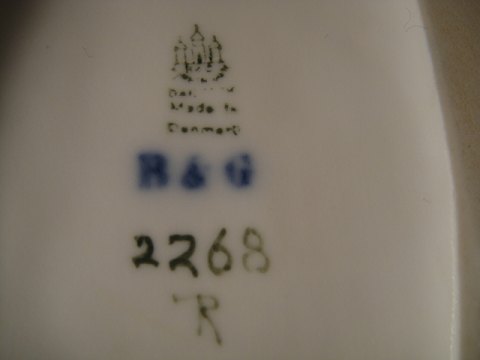 Made in
Denmark
B & G
2268
R